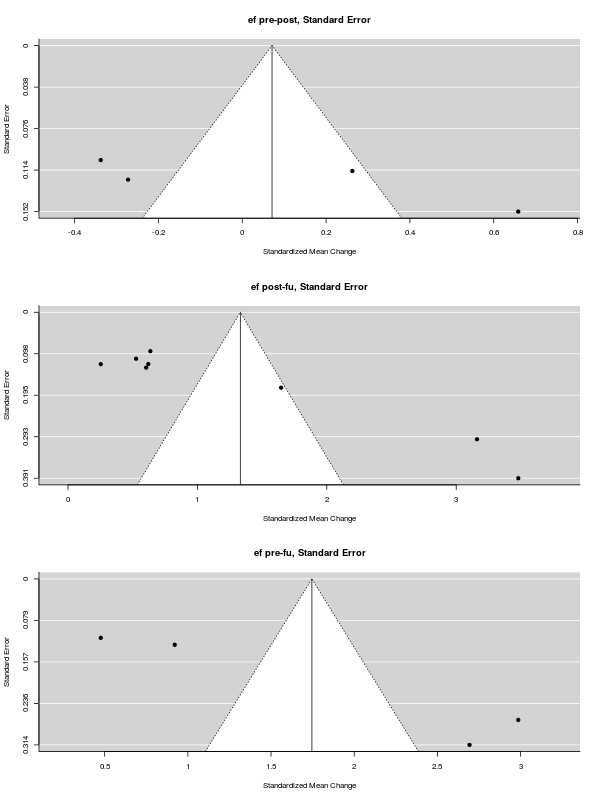 ef pre-post, Standard Error
Standard Error
0
0.038
0.076
0.114
0.152
-0.4 -0.2 0 0.2 0.4 0.6 0.8
Standardized Mean Change
ef post-fu, Standard Error
Standard Error
0
0.098
0.195
0.293
0.391
0 1 2 3
Standardized Mean Change
ef pre-fu, Standard Error
Standard Error
0
0.079
0.157
0.236
0.314
0.5 1 1.5 2 2.5 3
Standardized Mean Change